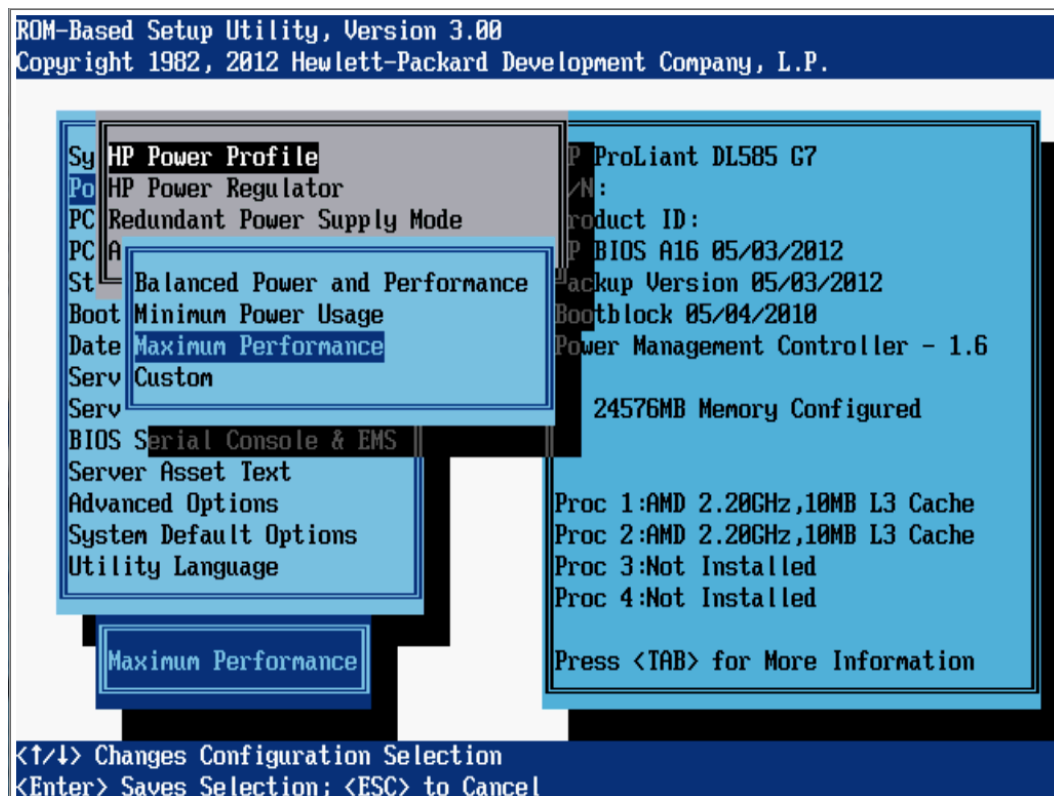 ROM-Based Setup Utility, Version 3.00
Copyright 1982, 2012 Hewlett-Packard Development Company, L.P.
HP Power Profile
HP Power Regulator
Redundant Power Supply Mode
Balanced Power and Performance
Minimum Power Usage
Maximum Performance
Custom
Boot
Date
BIOS Serial Console & EMS
Server Asset Text
Advanced Options
System Default Options
Utility Language
Maximum Performance
P ProLiant DL585 G7
/N:
roduct ID:
P BIOS A16 05/03/2012
ackup Version 05/03/2012
Bootblock 05/04/2010
Power Management Controller - 1.6
24576MB Memory Configured
Proc 1:AMD 2.20GHz,10MB L3 Cache
Proc 2:AMD 2.20GHz,10MB L3 Cache
Proc 3:Not Installed
Proc 4:Not Installed
Press <TAB> for More Information
<↑/↓> Changes Configuration Selection
<Enter> Saves Selection; <ESC> to Cancel